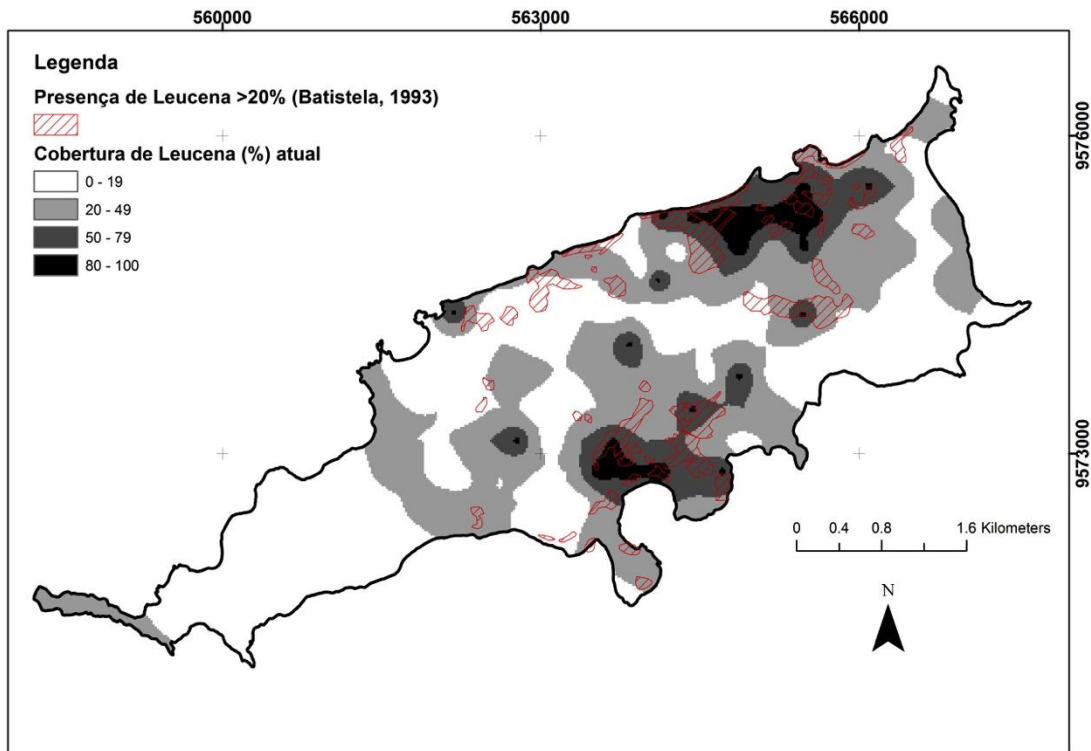 560000 563000 566000
Legenda
Presença de Leucena >20% (Batistela, 1993)
Cobertura de Leucena (%) atual
0 - 19
20 - 49
50 - 79
80 - 100
9576000
9573000
0 0.4 0.8 1.6 Kilometers
N